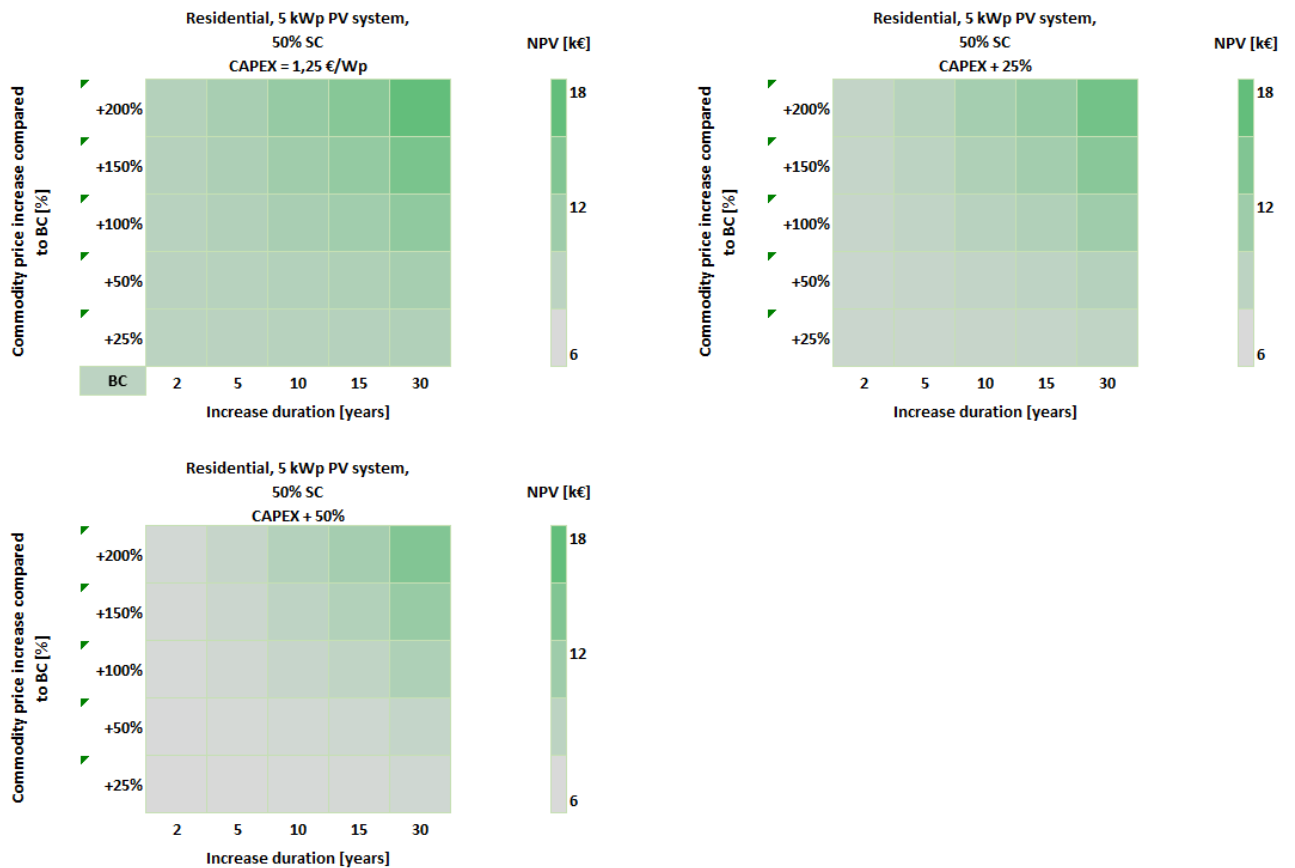 Residential, 5 kWp PV system,
50% SC
CAPEX = 1,25 €/Wp
NPV [k€]
Commodity price increase compared
to BC [%]
+200%
+150%
+100%
+50%
+25%
BC
2 5 10 15 30
Increase duration [years]
18
12
6
Residential, 5 kWp PV system,
50% SC
CAPEX + 25%
NPV [k€]
Commodity price increase compared
to BC [%]
+200%
+150%
+100%
+50%
+25%
2 5 10 15 30
Increase duration [years]
18
12
6
Residential, 5 kWp PV system,
50% SC
CAPEX + 50%
NPV [k€]
Commodity price increase compared
to BC [%]
+200%
+150%
+100%
+50%
+25%
2 5 10 15 30
Increase duration [years]
18
12
6